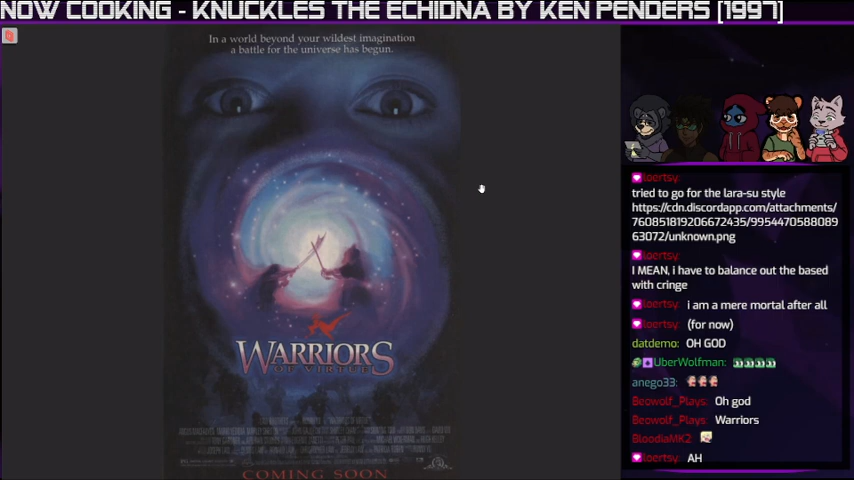 NOW COOKING - KNUCKLES THE ECHIDNA BY KEN PENDERS [1997]
In a world beyond your wildest imagination
a battle for the universe has begun.
WARRIORS
OF VIRTUE
COMING SOON
loertsy:
tried to go for the lara-su style
https://cdn.discordapp.com/attachments/
760851819206672435/9954470588089
63072/unknown.png
loertsy:
I MEAN, i have to balance out the based
with cringe
loertsy: i am a mere mortal after all
loertsy: (for now)
datdemo: OH GOD
UberWolfman:
anego33:
Beowolf_Plays: Oh god
Beowolf_Plays: Warriors
BloodiaMK2:
loertsy: AH